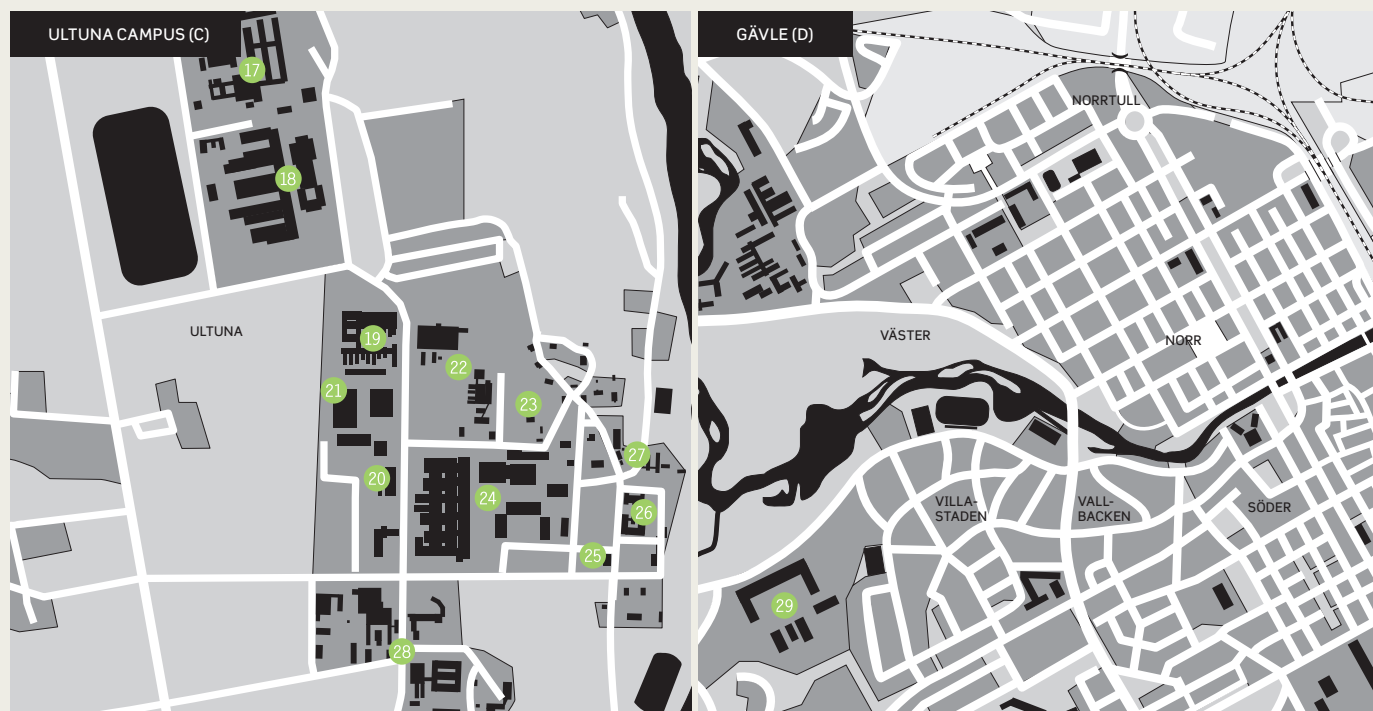 ULTUNA CAMPUS (C)
17
18
ULTUNA
19
22
21
23
27
20
24
26
25
28
GÄVLE (D)
NORRTULL
VÄSTER
NORR
VILLA-
STADEN
VALL-
BACKEN
SÖDER
29